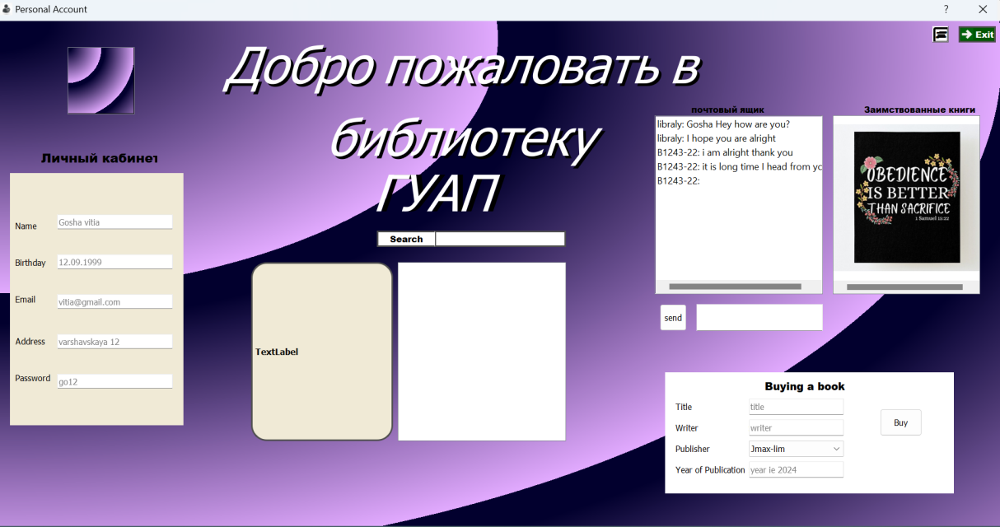 Personal Account
?
Exit
Добро пожаловать в
библиотеку
ГУАП
Личный кабинет
Name
Gosha vitia
Birthday
12.09.1999
Email
vitia@gmail.com
Address
varshavskaya 12
Password
go12
Search
TextLabel
почтовый ящик
libraly: Gosha Hey how are you?
libraly: I hope you are alright
B1243-22: i am alright thank you
B1243-22: it is long time I head from yc
B1243-22:
send
Заимствованные книги
OBEDIENCE
IS BETTER
THAN SACRIFICE
1 Samuel 15:22
Buying a book
Title
title
Writer
writer
Publisher
Jmax-lim
Year of Publication
year ie 2024
Buy